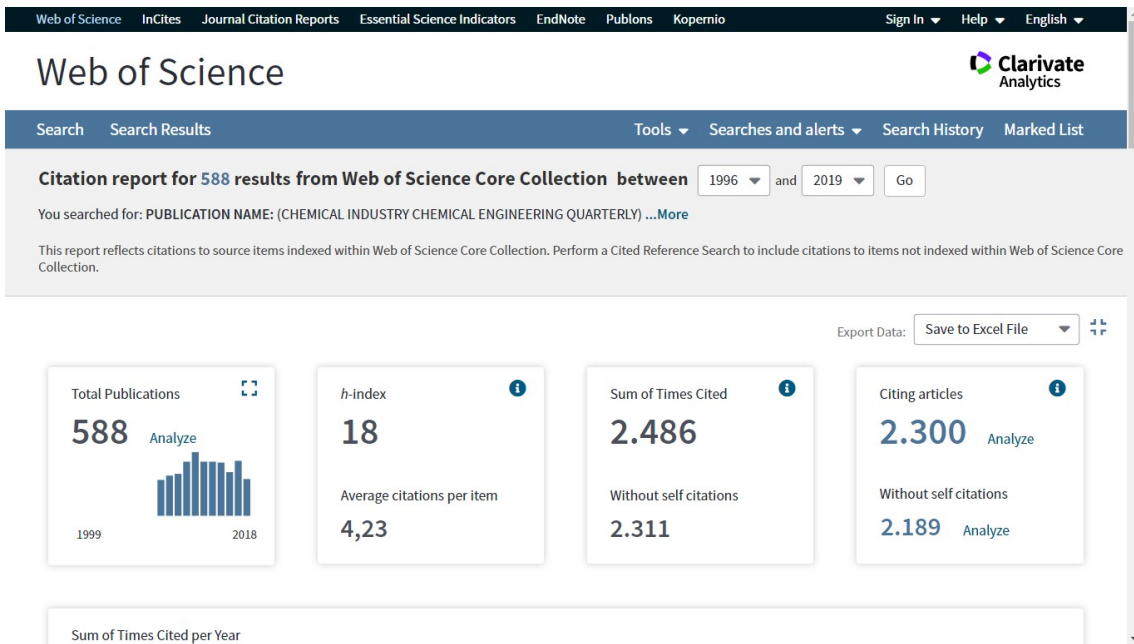 Web of Science InCites Journal Citation Reports Essential Science Indicators EndNote Publons Kopernio Sign In Help English
Web of Science
Clarivate
Analytics
Search Search Results Tools Searches and alerts Search History Marked List
Citation report for 588 results from Web of Science Core Collection between 1996 and 2019 Go
You searched for: PUBLICATION NAME: (CHEMICAL INDUSTRY CHEMICAL ENGINEERING QUARTERLY) ...More
This report reflects citations to source items indexed within Web of Science Core Collection. Perform a Cited Reference Search to include citations to items not indexed within Web of Science Core
Collection.
Export Data: Save to Excel File
Total Publications
588 Analyze
1999 2018
h-index
18
Average citations per item
4,23
Sum of Times Cited
2.486
Without self citations
2.311
Citing articles
2.300 Analyze
Without self citations
2.189 Analyze
Sum of Times Cited per Year